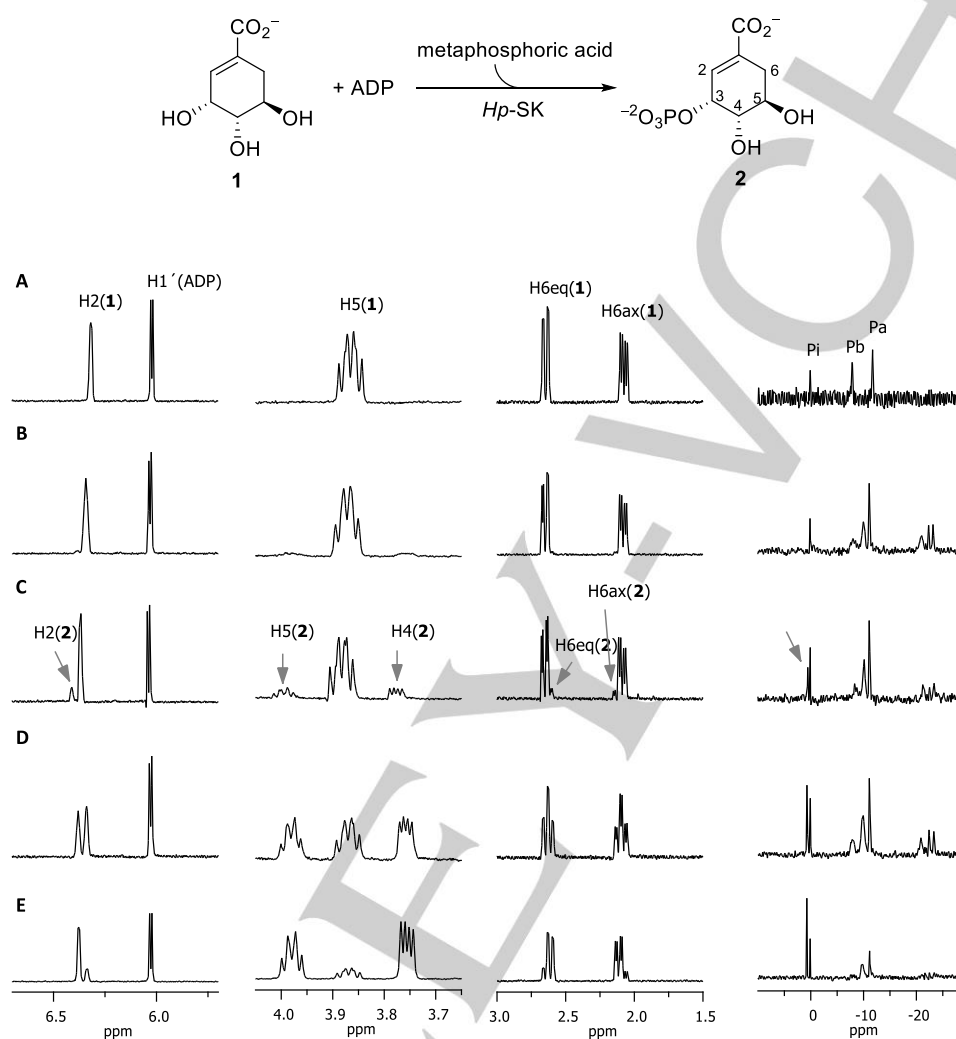 CO₂⁻
HO
OH
OH
1
+ ADP
metaphosphoric acid
Hp-SK
CO₂⁻
2
6
3
4
5
⁻²O₃PO
OH
OH
2
A
H2(1)
H1´(ADP)
H5(1)
H6eq(1)
H6ax(1)
Pi
Pb
Pa
B
C
H2(2)
H5(2)
H4(2)
H6ax(2)
H6eq(2)
D
E
6.5 6.0
ppm
4.0 3.9 3.8 3.7
ppm
3.0 2.5 2.0 1.5
ppm
0 -10 -20
ppm
EY-VCH